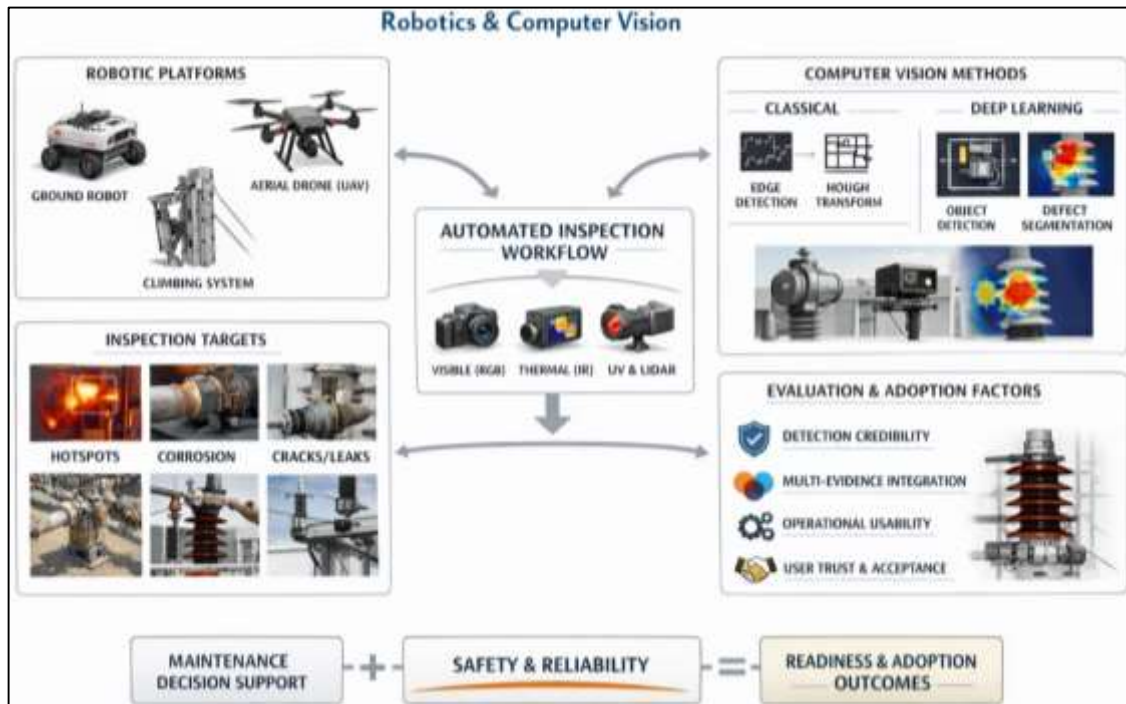 Robotics & Computer Vision
ROBOTIC PLATFORMS
GROUND ROBOT
AERIAL DRONE (UAV)
CLIMBING SYSTEM
COMPUTER VISION METHODS
CLASSICAL
DEEP LEARNING
EDGE
DETECTION
HOUGH
TRANSFORM
OBJECT
DETECTION
DEFECT
SEGMENTATION
AUTOMATED INSPECTION
WORKFLOW
VISIBLE (RGB)
THERMAL (IR)
UV & LIDAR
INSPECTION TARGETS
HOTSPOTS
CORROSION
CRACKS/LEAKS
EVALUATION & ADOPTION FACTORS
DETECTION CREDIBILITY
MULTI-EVIDENCE INTEGRATION
OPERATIONAL USABILITY
USER TRUST & ACCEPTANCE
MAINTENANCE
DECISION SUPPORT
+
SAFETY & RELIABILITY
=
READINESS & ADOPTION
OUTCOMES